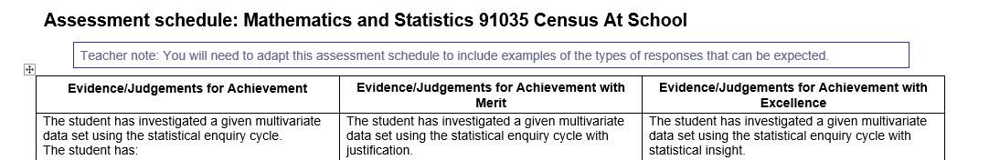 Assessment schedule: Mathematics and Statistics 91035 Census At School
Teacher note: You will need to adapt this assessment schedule to include examples of the types of responses that can be expected.
Evidence/Judgements for Achievement
Evidence/Judgements for Achievement with
Merit
Evidence/Judgements for Achievement with
Excellence
The student has investigated a given multivariate
data set using the statistical enquiry cycle.
The student has:
The student has investigated a given multivariate
data set using the statistical enquiry cycle with
justification.
The student has investigated a given multivariate
data set using the statistical enquiry cycle with
statistical insight.